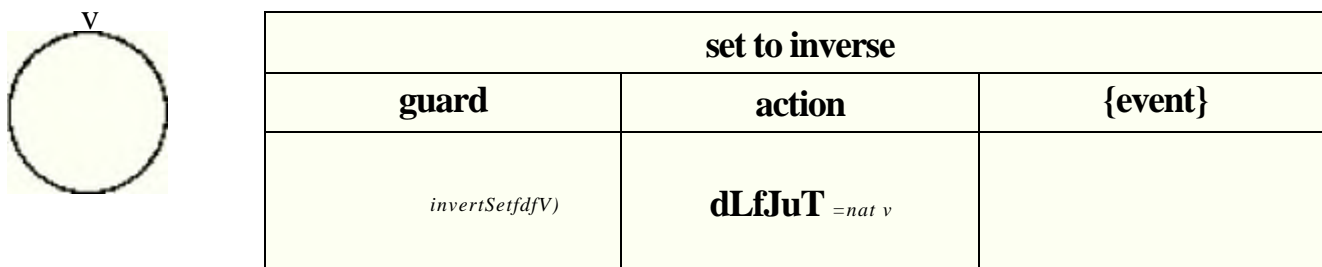 v
set to inverse
guard action {event}
invertSetfdfV) dLfJuT =nat v